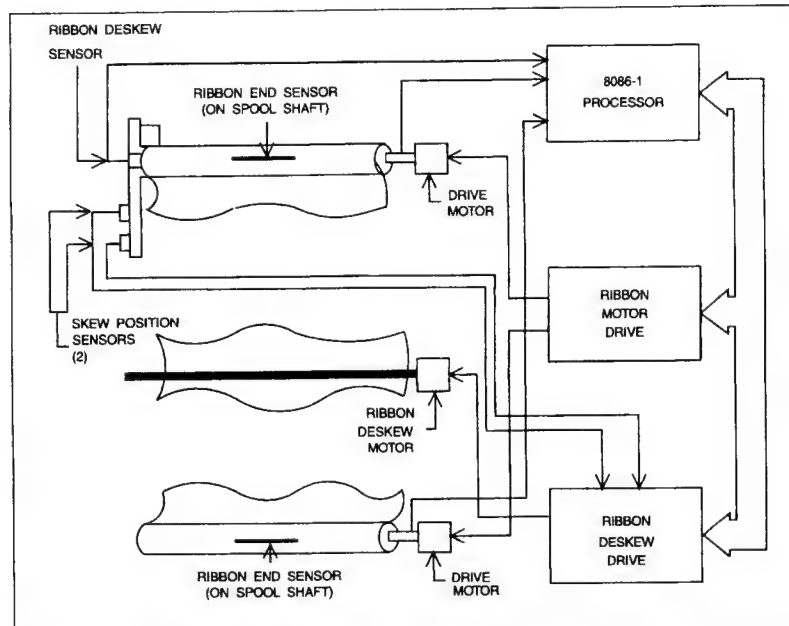 RIBBON DESKEW
SENSOR
RIBBON END SENSOR
(ON SPOOL SHAFT)
8086-1
PROCESSOR
DRIVE
MOTOR
SKEW POSITION
SENSORS
(2)
RIBBON
MOTOR
DRIVE
RIBBON
DESKEW
MOTOR
RIBBON
DESKEW
DRIVE
RIBBON END SENSOR
(ON SPOOL SHAFT)
DRIVE
MOTOR